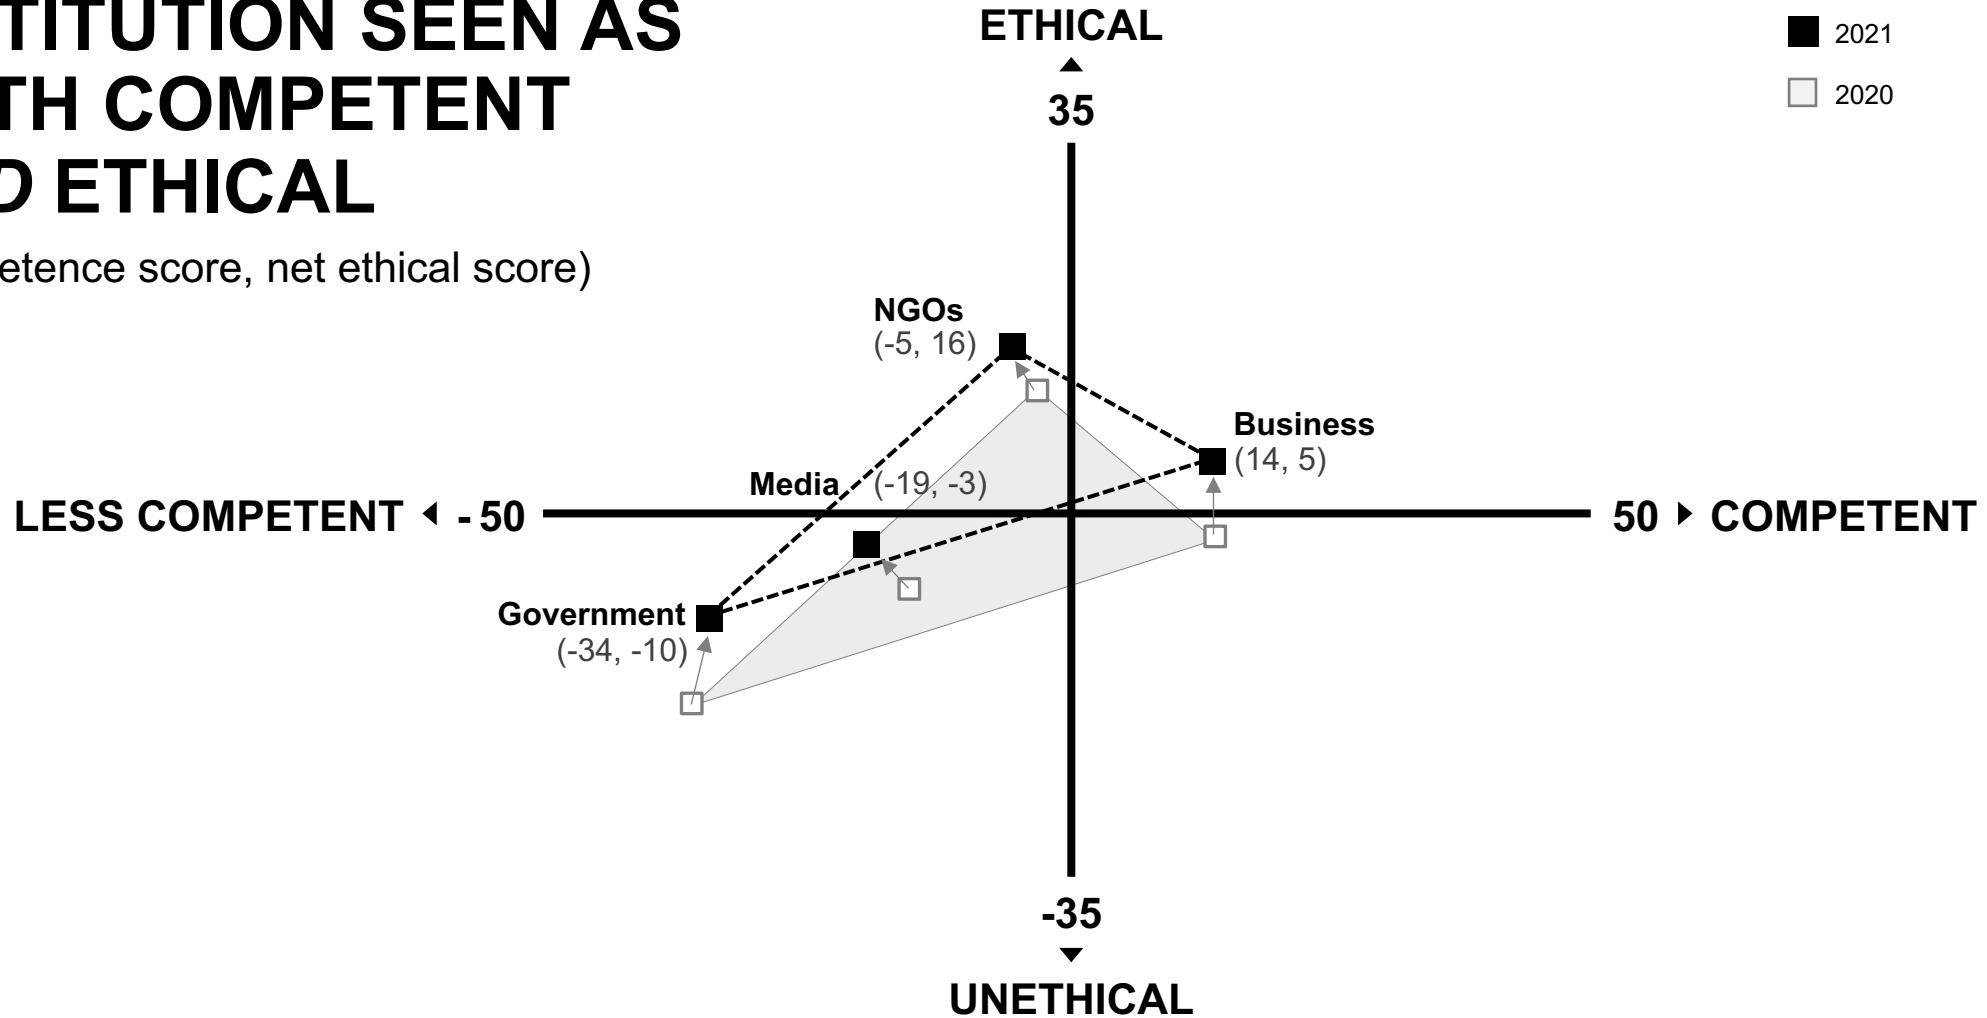 TITUTION SEEN AS
TH COMPETENT
D ETHICAL
etence score, net ethical score)
ETHICAL
35
2021
2020
NGOs
(-5, 16)
Business
(14, 5)
Media (-19, -3)
LESS COMPETENT - 50
50 COMPETENT
Government
(-34, -10)
-35
UNETHICAL